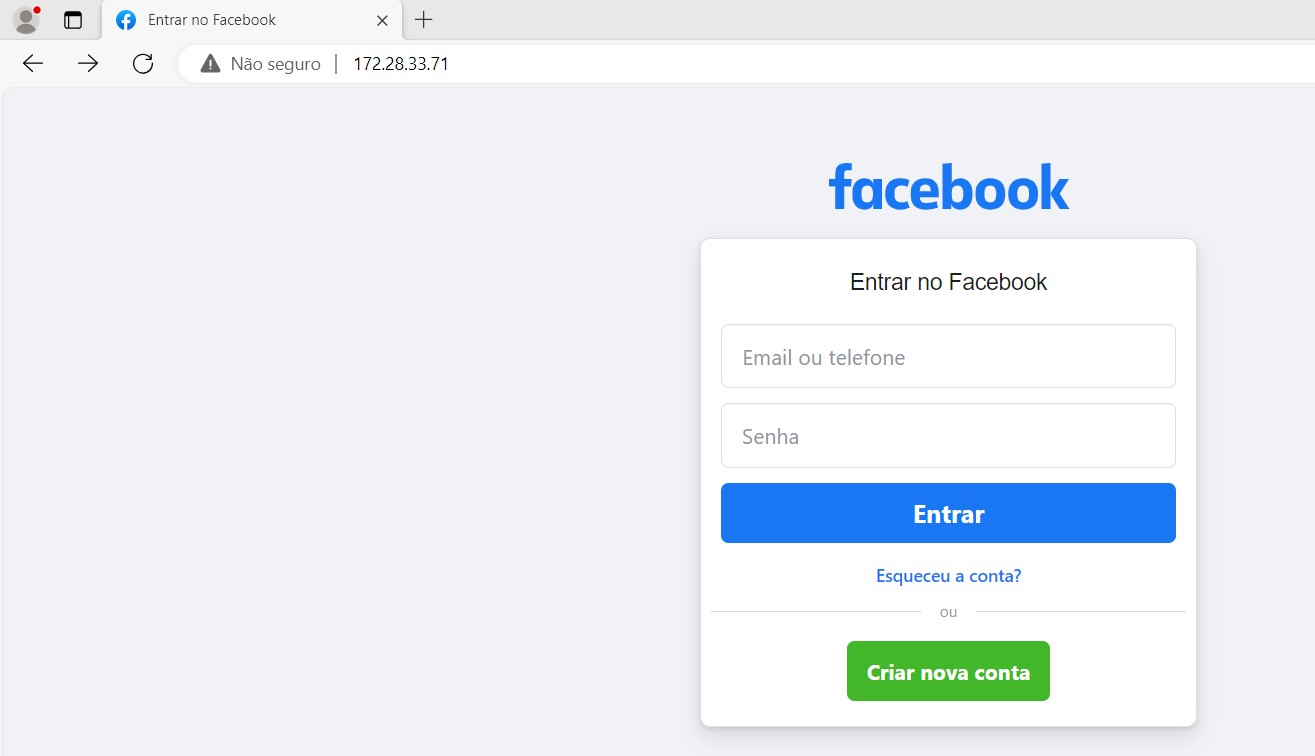 Entrar no Facebook
Não seguro | 172.28.33.71
facebook
Entrar no Facebook
Email ou telefone
Senha
Entrar
Esqueceu a conta?
ou
Criar nova conta